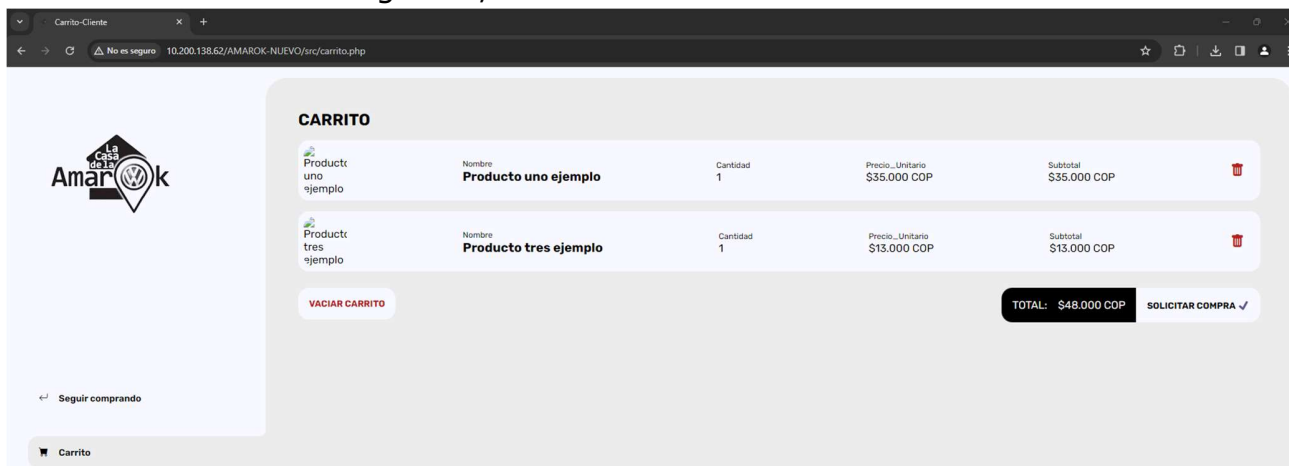 Carrito-Cliente
No es seguro 10.200.138.62/AMAROK-NUEVO/src/carrito.php
La
Casa
de la
Amarok
CARRITO
Producto
uno
ejemplo
Nombre
Producto uno ejemplo
Cantidad
1
Precio_Unitario
$35.000 COP
Subtotal
$35.000 COP
Producto
tres
ejemplo
Nombre
Producto tres ejemplo
Cantidad
1
Precio_Unitario
$13.000 COP
Subtotal
$13.000 COP
VACIAR CARRITO
TOTAL: $48.000 COP
SOLICITAR COMPRA
Seguir comprando
Carrito